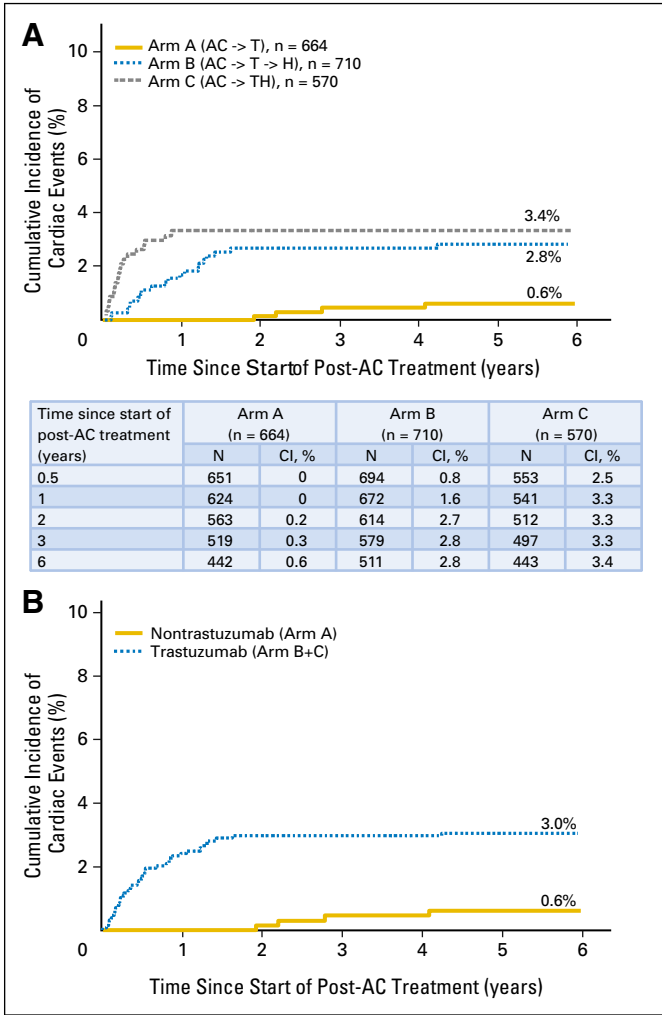 A
Arm A (AC -> T), n = 664
Arm B (AC -> T -> H), n = 710
Arm C (AC -> TH), n = 570
Cumulative Incidence of
Cardiac Events (%)
10
8
6
4
2
0
3.4%
2.8%
0.6%
1 2 3 4 5 6
Time Since Startof Post-AC Treatment (years)
Time since start of post-AC treatment (years) Arm A (n = 664) Arm B (n = 710) Arm C (n = 570)
N CI, % N CI, % N CI, %
0.5 651 0 694 0.8 553 2.5
1 624 0 672 1.6 541 3.3
2 563 0.2 614 2.7 512 3.3
3 519 0.3 579 2.8 497 3.3
6 442 0.6 511 2.8 443 3.4
B
Nontrastuzumab (Arm A)
Trastuzumab (Arm B+C)
Cumulative Incidence of
Cardiac Events (%)
10
8
6
4
2
0
3.0%
0.6%
1 2 3 4 5 6
Time Since Start of Post-AC Treatment (years)